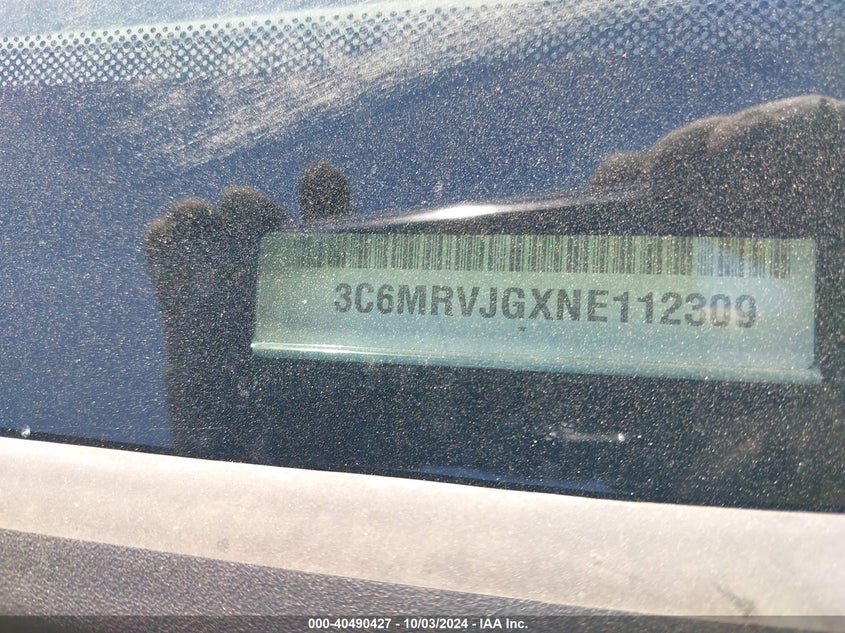 3C6MRVJGXNE112309
000-40490427 - 10/03/2024 - IAA Inc.